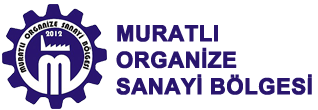 MURATLI ORGANİZE SANAYİ BÖLGESİ
2012
MURATLI
ORGANİZE
SANAYİ BÖLGESİ